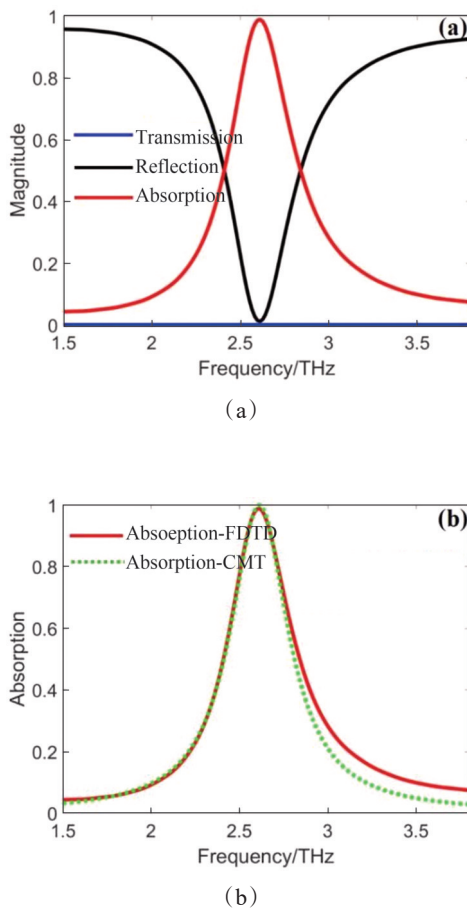 (a)
1
0.8
0.6
0.4
0.2
0
Magnitude
Transmission
Reflection
Absorption
1.5 2 2.5 3 3.5
Frequency/THz
(a)
(b)
1
0.8
0.6
0.4
0.2
0
Absorption
Absoeption-FDTD
Absorption-CMT
1.5 2 2.5 3 3.5
Frequency/THz
(b)